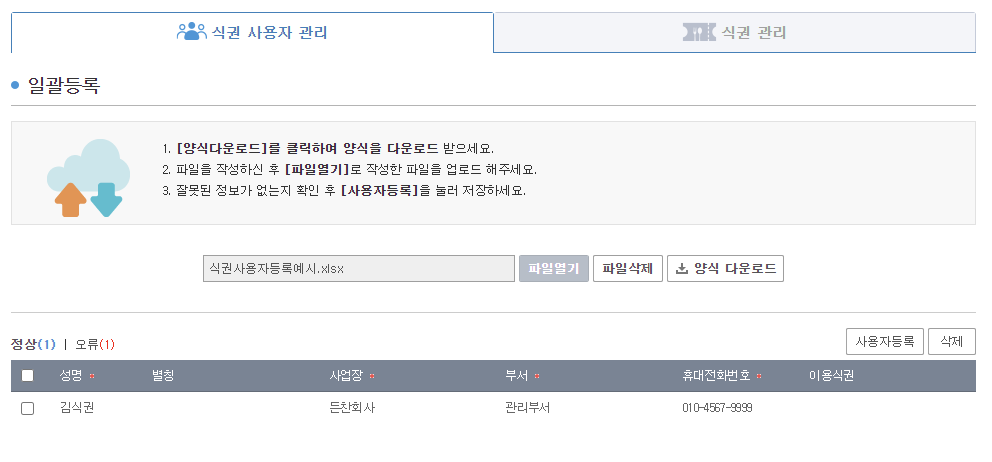 식권 사용자 관리
식권 관리
일괄등록
1. [양식다운로드]를 클릭하여 양식을 다운로드 받으세요.
2. 파일을 작성하신 후 [파일열기]로 작성한 파일을 업로드 해주세요.
3. 잘못된 정보가 없는지 확인 후 [사용자등록]을 눌러 저장하세요.
식권사용자등록예시.xlsx 파일열기 파일삭제 양식 다운로드
정상(1) | 오류(1) 사용자등록 삭제
성명 별칭 사업장 부서 휴대전화번호 이용식권
김식권 든찬회사 관리부서 010-4567-9999